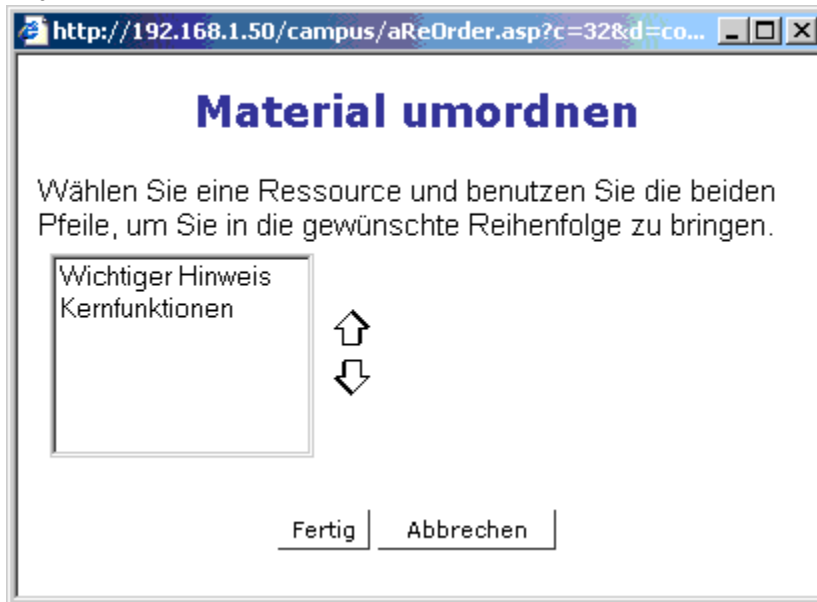 http://192.168.1.50/campus/aReOrder.asp?c=32&d=co...
Material umordnen
Wählen Sie eine Ressource und benutzen Sie die beiden
Pfeile, um Sie in die gewünschte Reihenfolge zu bringen.
Wichtiger Hinweis
Kernfunktionen
Fertig Abbrechen